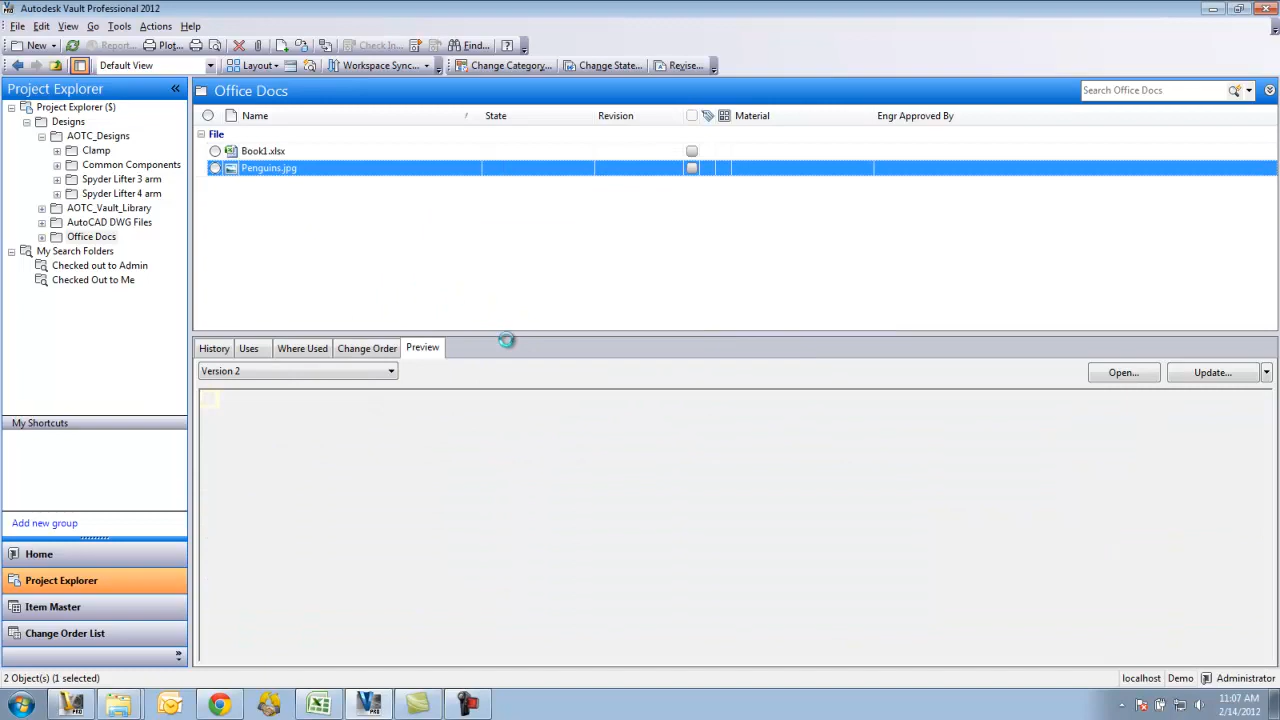 Autodesk Vault Professional 2012
File Edit View Go Tools Actions Help
New Report... Plot... Check In... Find...
Default View Layout Workspace Sync... Change Category... Change State... Revise...
Project Explorer
Project Explorer ($)
Designs
AOTC_Designs
Clamp
Common Components
Spyder Lifter 3 arm
Spyder Lifter 4 arm
AOTC_Vault_Library
AutoCAD DWG Files
Office Docs
My Search Folders
Checked out to Admin
Checked Out to Me
My Shortcuts
Add new group
Home
Project Explorer
Item Master
Change Order List
Office Docs Search Office Docs
Name State Revision Material Engr Approved By
File
Book1.xlsx
Penguins.jpg
History Uses Where Used Change Order Preview
Version 2 Open... Update...
2 Object(s) (1 selected) localhost Demo Administrator
11:07 AM
2/14/2012